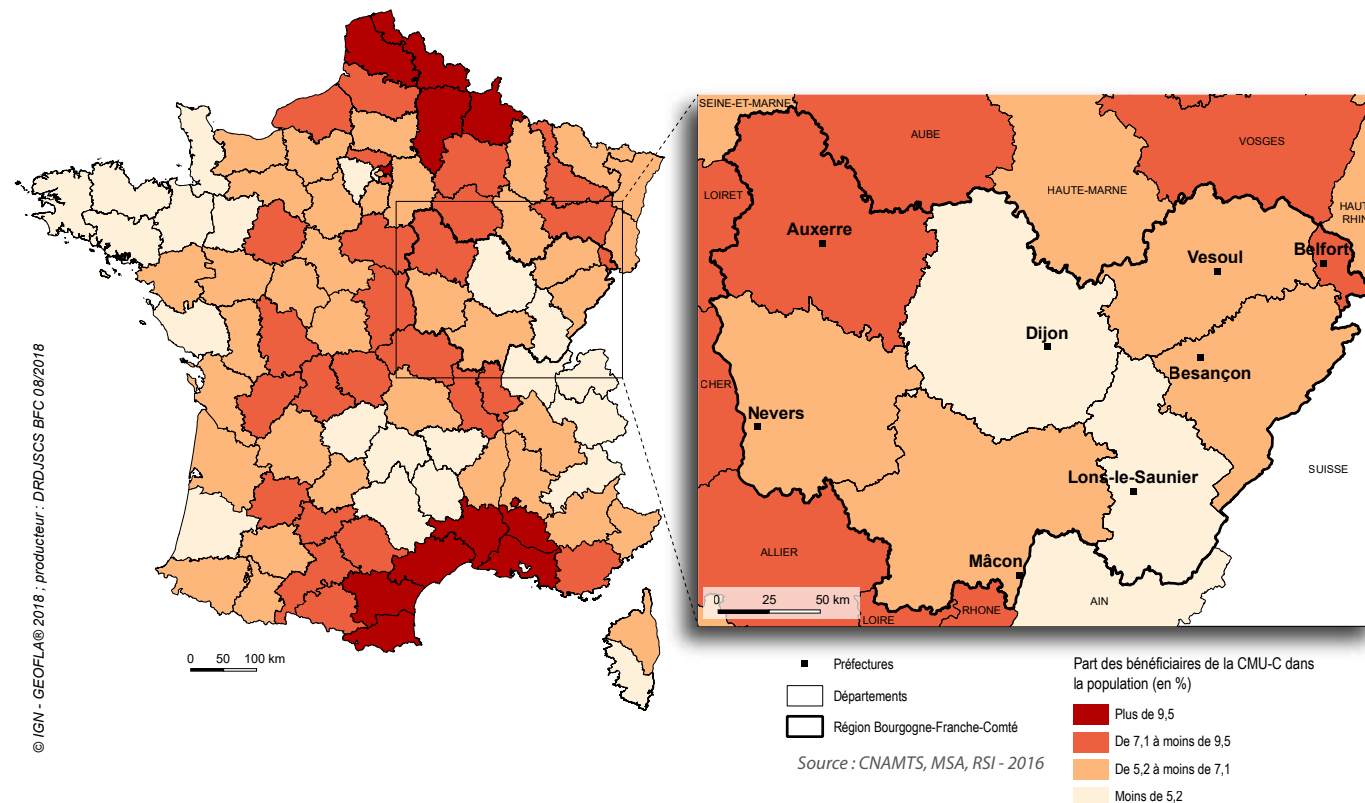 © IGN - GEOFLA® 2018 ; producteur : DRDJSCS BFC 08/2018
0 50 100 km
SEINE-ET-MARNE
AUBE
VOSGES
LOIRET
HAUTE-MARNE
HAUT
RHIN
Auxerre
Vesoul
Belfort
Dijon
Besançon
CHER
Nevers
SUISSE
Lons-le-Saunier
ALLIER
Mâcon
0 25 50 km
LOIRE
RHONE
AIN
Préfectures
Départements
Région Bourgogne-Franche-Comté
Source : CNAMTS, MSA, RSI - 2016
Part des bénéficiaires de la CMU-C dans
la population (en %)
Plus de 9,5
De 7,1 à moins de 9,5
De 5,2 à moins de 7,1
Moins de 5,2